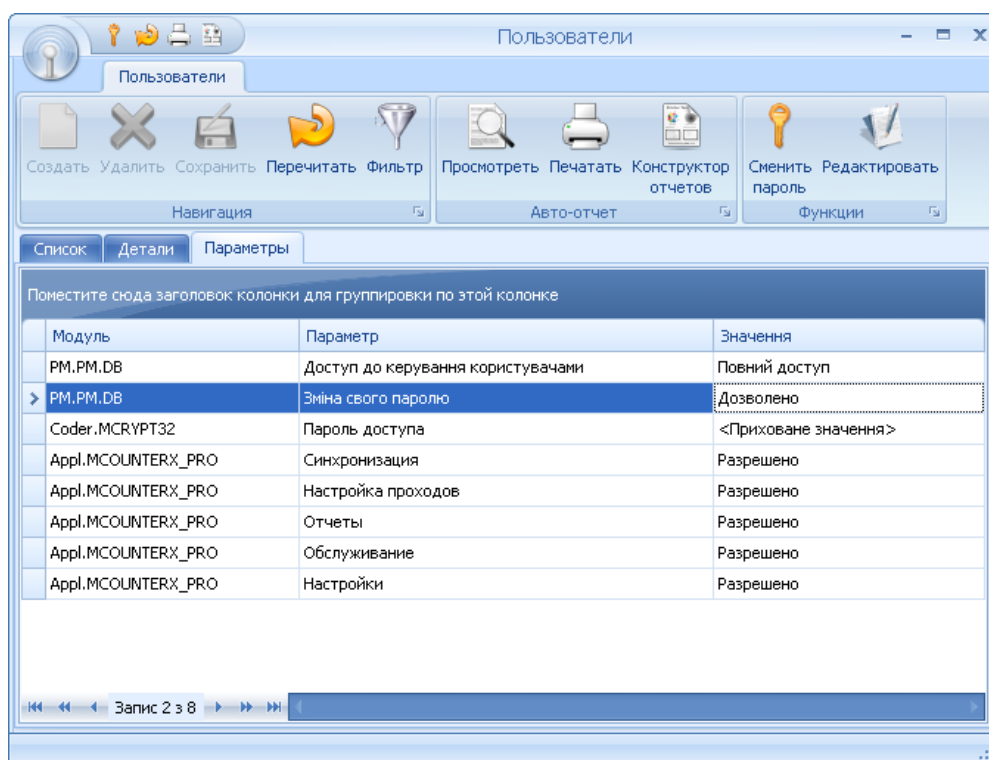 Пользователи
Пользователи
Создать Удалить Сохранить Перечитать Фильтр Просмотреть Печатать Конструктор отчетов Сменить пароль Редактировать
Навигация Авто-отчет Функции
Список Детали Параметры
Поместите сюда заголовок колонки для группировки по этой колонке
Модуль Параметр Значення
PM.PM.DB Доступ до керування користувачами Повний доступ
PM.PM.DB Зміна свого паролю Дозволено
Coder.MCRYPT32 Пароль доступа <Приховане значення>
Appl.MCOUNTERX_PRO Синхронизация Разрешено
Appl.MCOUNTERX_PRO Настройка проходов Разрешено
Appl.MCOUNTERX_PRO Отчеты Разрешено
Appl.MCOUNTERX_PRO Обслуживание Разрешено
Appl.MCOUNTERX_PRO Настройки Разрешено
Запис 2 з 8